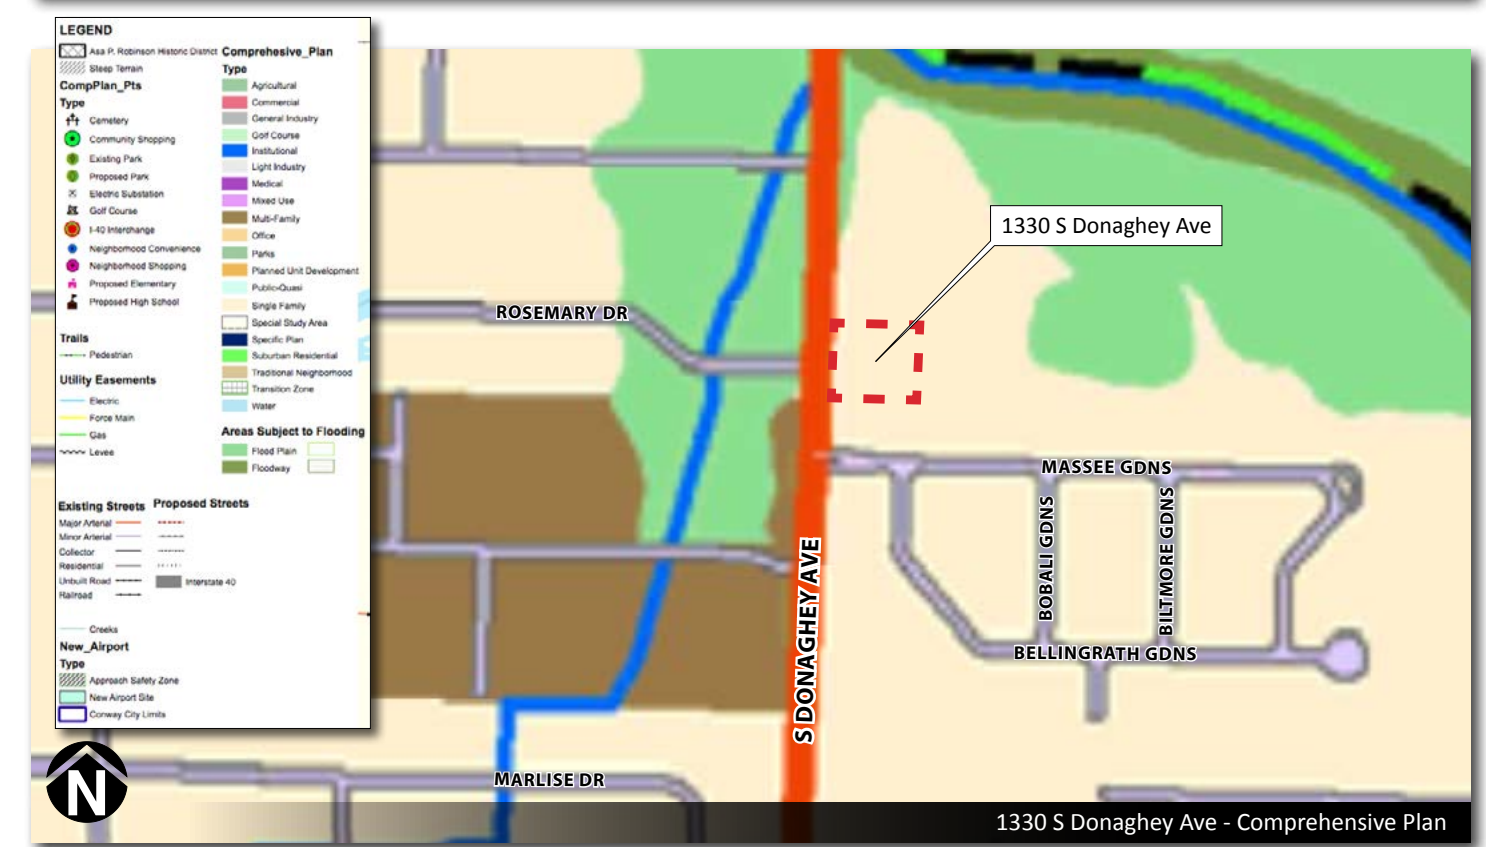 LEGEND
Asa P. Robinson Historic District
Steep Terrain
CompPlan_Pts
Type
Cemetery
Community Shopping
Existing Park
Proposed Park
Electric Substation
Golf Course
I-40 Interchange
Neighborhood Convenience
Neighborhood Shopping
Proposed Elementary
Proposed High School
Trails
Pedestrian
Utility Easements
Electric
Force Main
Gas
Levee
Comprehesive_Plan
Type
Agricultural
Commercial
General Industry
Golf Course
Institutional
Light Industry
Medical
Mixed Use
Multi-Family
Office
Parks
Planned Unit Development
Public-Quasi
Single Family
Special Study Area
Specific Plan
Suburban Residential
Traditional Neighborhood
Transition Zone
Water
Areas Subject to Flooding
Flood Plain
Floodway
Existing Streets Proposed Streets
Major Arterial
Minor Arterial
Collector
Residential
Unbuilt Road
Interstate 40
Railroad
Creeks
New_Airport
Type
Approach Safety Zone
New Airport Site
Conway City Limits
N
1330 S Donaghey Ave
ROSEMARY DR
MASSEE GDNS
BOBALI GDNS
BILTMORE GDNS
BELLINGRATH GDNS
S DONAGHEY AVE
MARLISE DR
1330 S Donaghey Ave - Comprehensive Plan